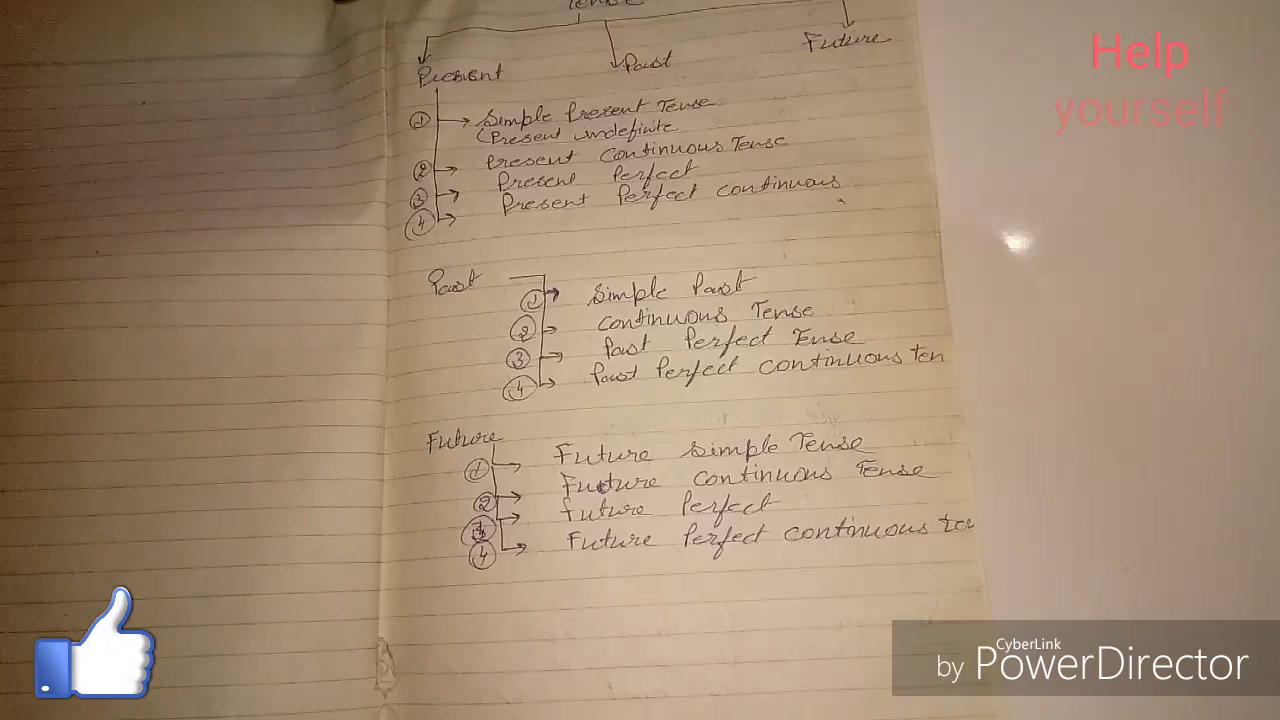 Tense
Present
Past
Future
① Simple Present Tense
(Present undefinite
② Present continuous Tense
③ Present Perfect
④ Present Perfect continuous
Past
① Simple Past
② continuous Tense
③ Past Perfect Tense
④ Past Perfect continuous ten
Future
① Future Simple Tense
② Future continuous Tense
③ future Perfect
④ Future Perfect continuous ten
Help
yourself
CyberLink
by PowerDirector